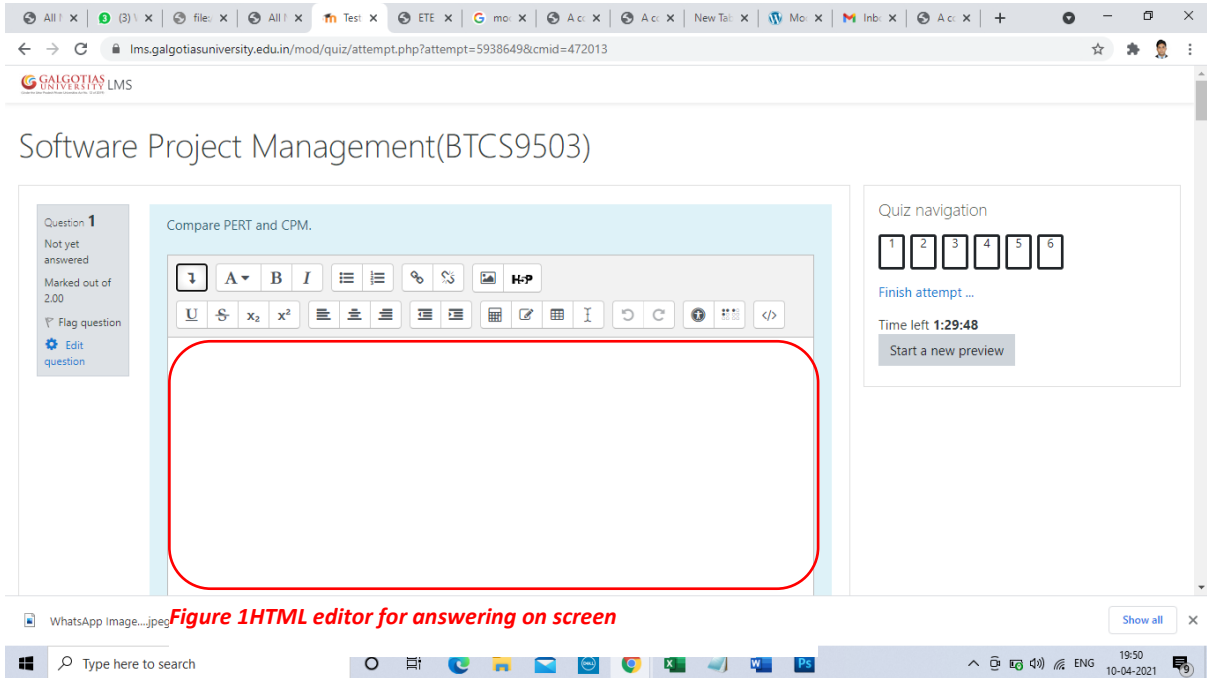 All
(3)
file:
All
Test
ETE
G mod
A cc
A cc
New Tab
Mo
Inb
A cc
lms.galgotiasuniversity.edu.in/mod/quiz/attempt.php?attempt=5938649&cmid=472013
GALGOTIAS
UNIVERSITY LMS
Software Project Management(BTCS9503)
Question 1
Not yet
answered
Marked out of
2.00
Flag question
Edit
question
Compare PERT and CPM.
A B I H-P
U S x₂ x²
</>
Quiz navigation
1 2 3 4 5 6
Finish attempt ...
Time left 1:29:48
Start a new preview
WhatsApp Image....jpeg
Figure 1HTML editor for answering on screen
Show all
Type here to search
ENG
19:50
10-04-2021